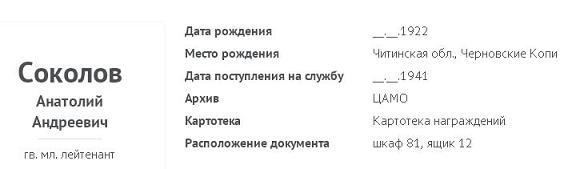 Соколов
Анатолий
Андреевич
гв. мл. лейтенант
Дата рождения __.__.1922
Место рождения Читинская обл., Черновские Копи
Дата поступления на службу __.__.1941
Архив ЦАМО
Картотека Картотека награждений
Расположение документа шкаф 81, ящик 12